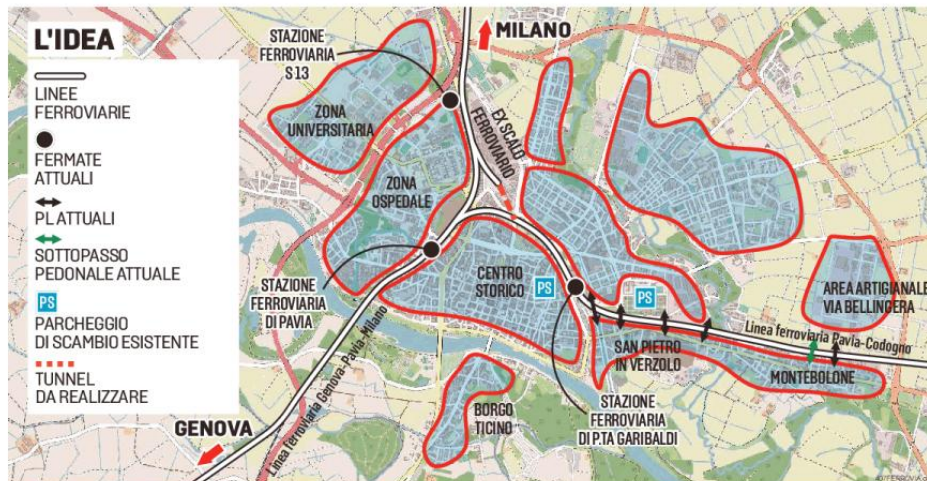 L'IDEA
LINEE
FERROVIARIE
FERMATE
ATTUALI
PL ATTUALI
SOTTOPASSO
PEDONALE ATTUALE
PS
PARCHEGGIO
DI SCAMBIO ESISTENTE
TUNNEL
DA REALIZZARE
STAZIONE
FERROVIARIA
S13
MILANO
ZONA
UNIVERSITARIA
EX SCALO
FERROVIARIO
ZONA
OSPEDALE
STAZIONE
FERROVIARIA
DI PAVIA
CENTRO
STORICO
PS
PS
AREA ARTIGIANALE
VIA BELLINGERA
Linea ferroviaria Pavia-Codogno
SAN PIETRO
IN VERZOLO
MONTEBOLONE
Linea ferroviaria Genova-Pavia-Milano
BORGO
TICINO
STAZIONE
FERROVIARIA
DI P.TA GARIBALDI
GENOVA